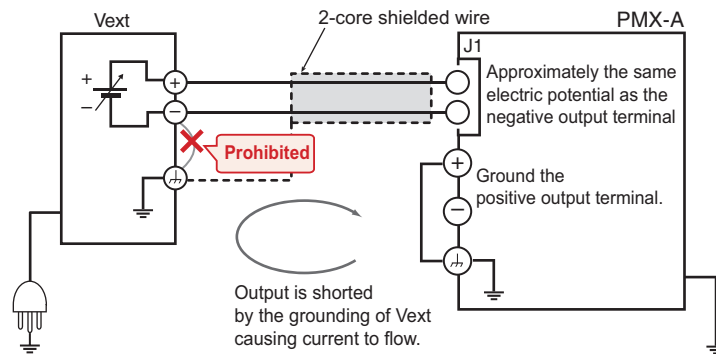 Vext
2-core shielded wire
PMX-A
J1
+
−
+
−
Approximately the same
electric potential as the
negative output terminal
Prohibited
+
−
Ground the
positive output terminal.
Output is shorted
by the grounding of Vext
causing current to flow.